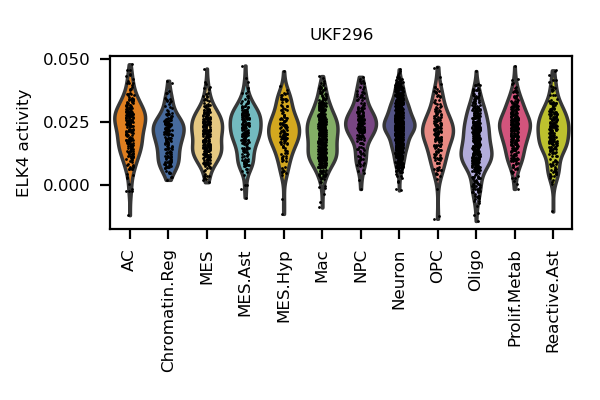 UKF296
ELK4 activity
0.050
0.025
0.000
AC
Chromatin.Reg
MES
MES.Ast
MES.Hyp
Mac
NPC
Neuron
OPC
Oligo
Prolif.Metab
Reactive.Ast